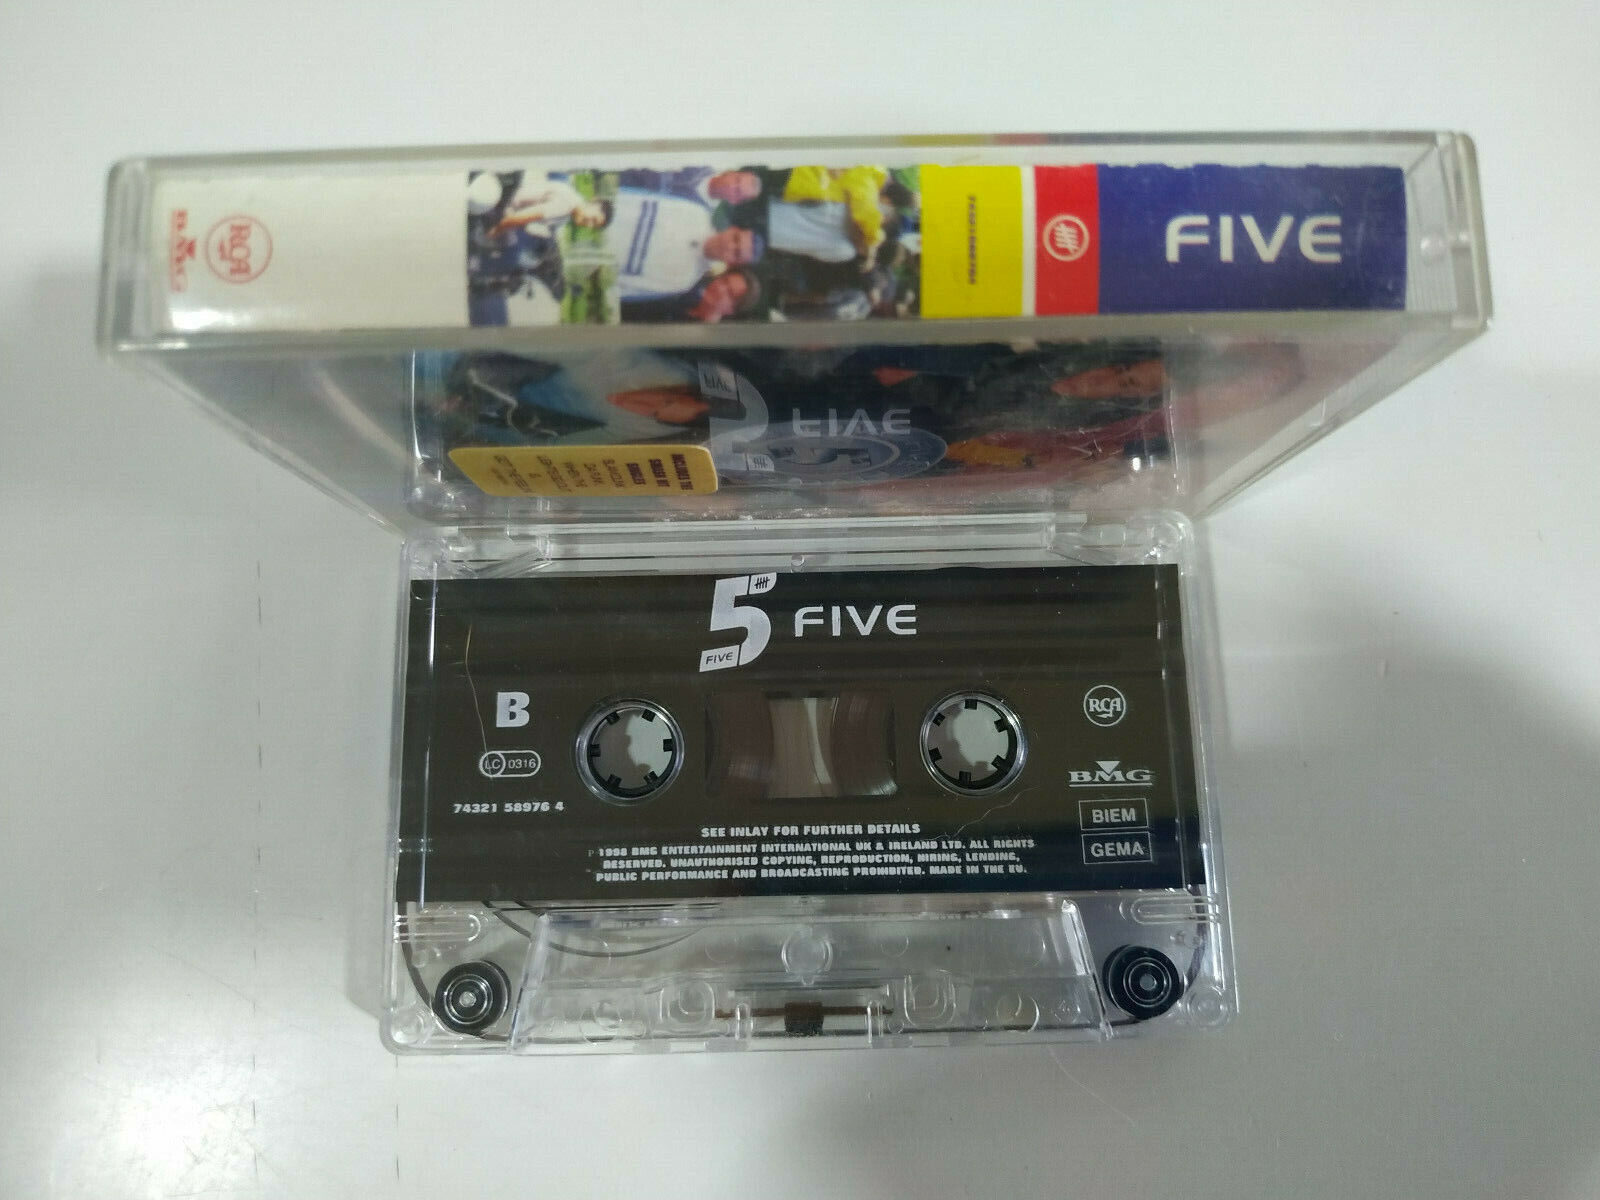 RCA
FIVE
FIVE
5 FIVE
FIVE
B
LC 0316
74321 58976 4
RCA
BMG
BIEM
GEMA
SEE INLAY FOR FURTHER DETAILS
P 1998 BMG ENTERTAINMENT INTERNATIONAL UK & IRELAND LTD. ALL RIGHTS
RESERVED. UNAUTHORISED COPYING, REPRODUCTION, HIRING, LENDING,
PUBLIC PERFORMANCE AND BROADCASTING PROHIBITED. MADE IN THE EU.